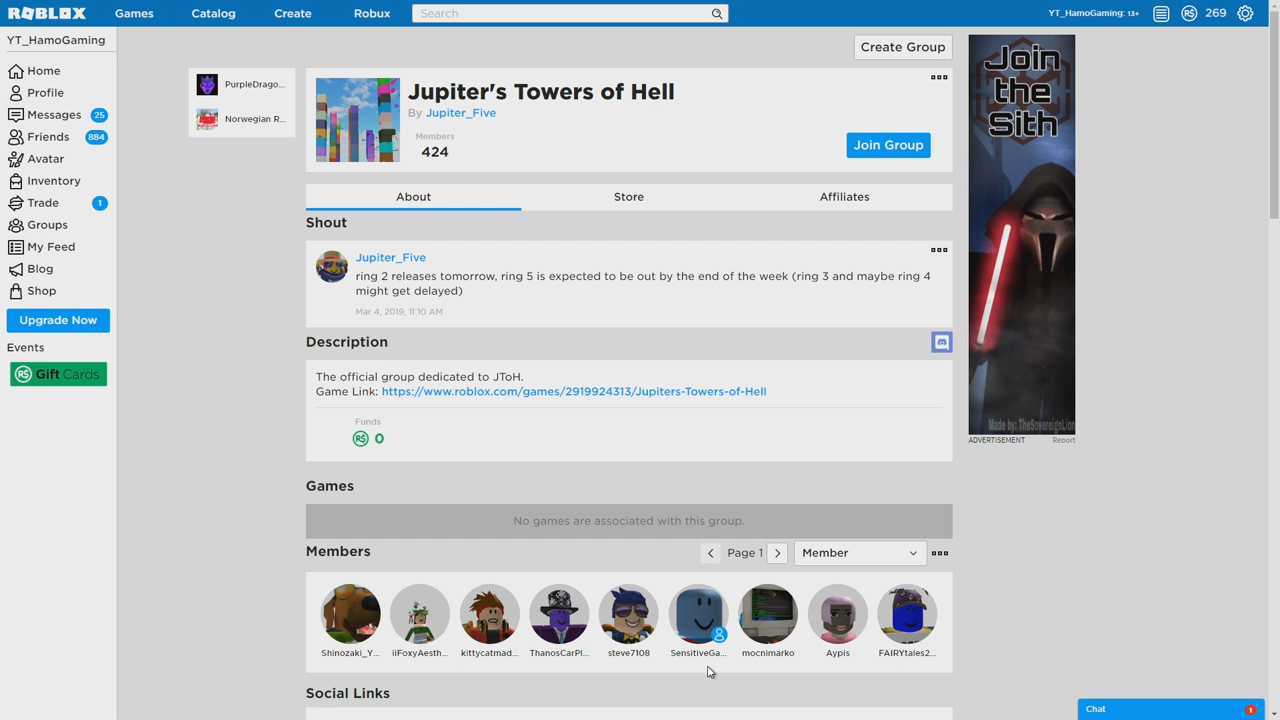 ROBLOX Games Catalog Create Robux Search YT_HamoGaming: 13+ 269
YT_HamoGaming
Home
Profile
Messages 25
Friends 884
Avatar
Inventory
Trade 1
Groups
My Feed
Blog
Shop
Upgrade Now
Events
Gift Cards
Create Group
PurpleDrago...
Norwegian R...
Jupiter's Towers of Hell
By Jupiter_Five
Members
424
Join Group
About Store Affiliates
Shout
Jupiter_Five
ring 2 releases tomorrow, ring 5 is expected to be out by the end of the week (ring 3 and maybe ring 4
might get delayed)
Mar 4, 2019, 11:10 AM
Description
The official group dedicated to JToH.
Game Link: https://www.roblox.com/games/2919924313/Jupiters-Towers-of-Hell
Funds
0
Games
No games are associated with this group.
Members Page 1 Member
Shinozaki_Y... iiFoxyAesth... kittycatmad... ThanosCarPl... steve7108 SensitiveGa... mocnimarko Aypis FAIRYtales2...
Social Links
Join
the
Sith
Made by: TheSovereignLion
ADVERTISEMENT Report
Chat 1